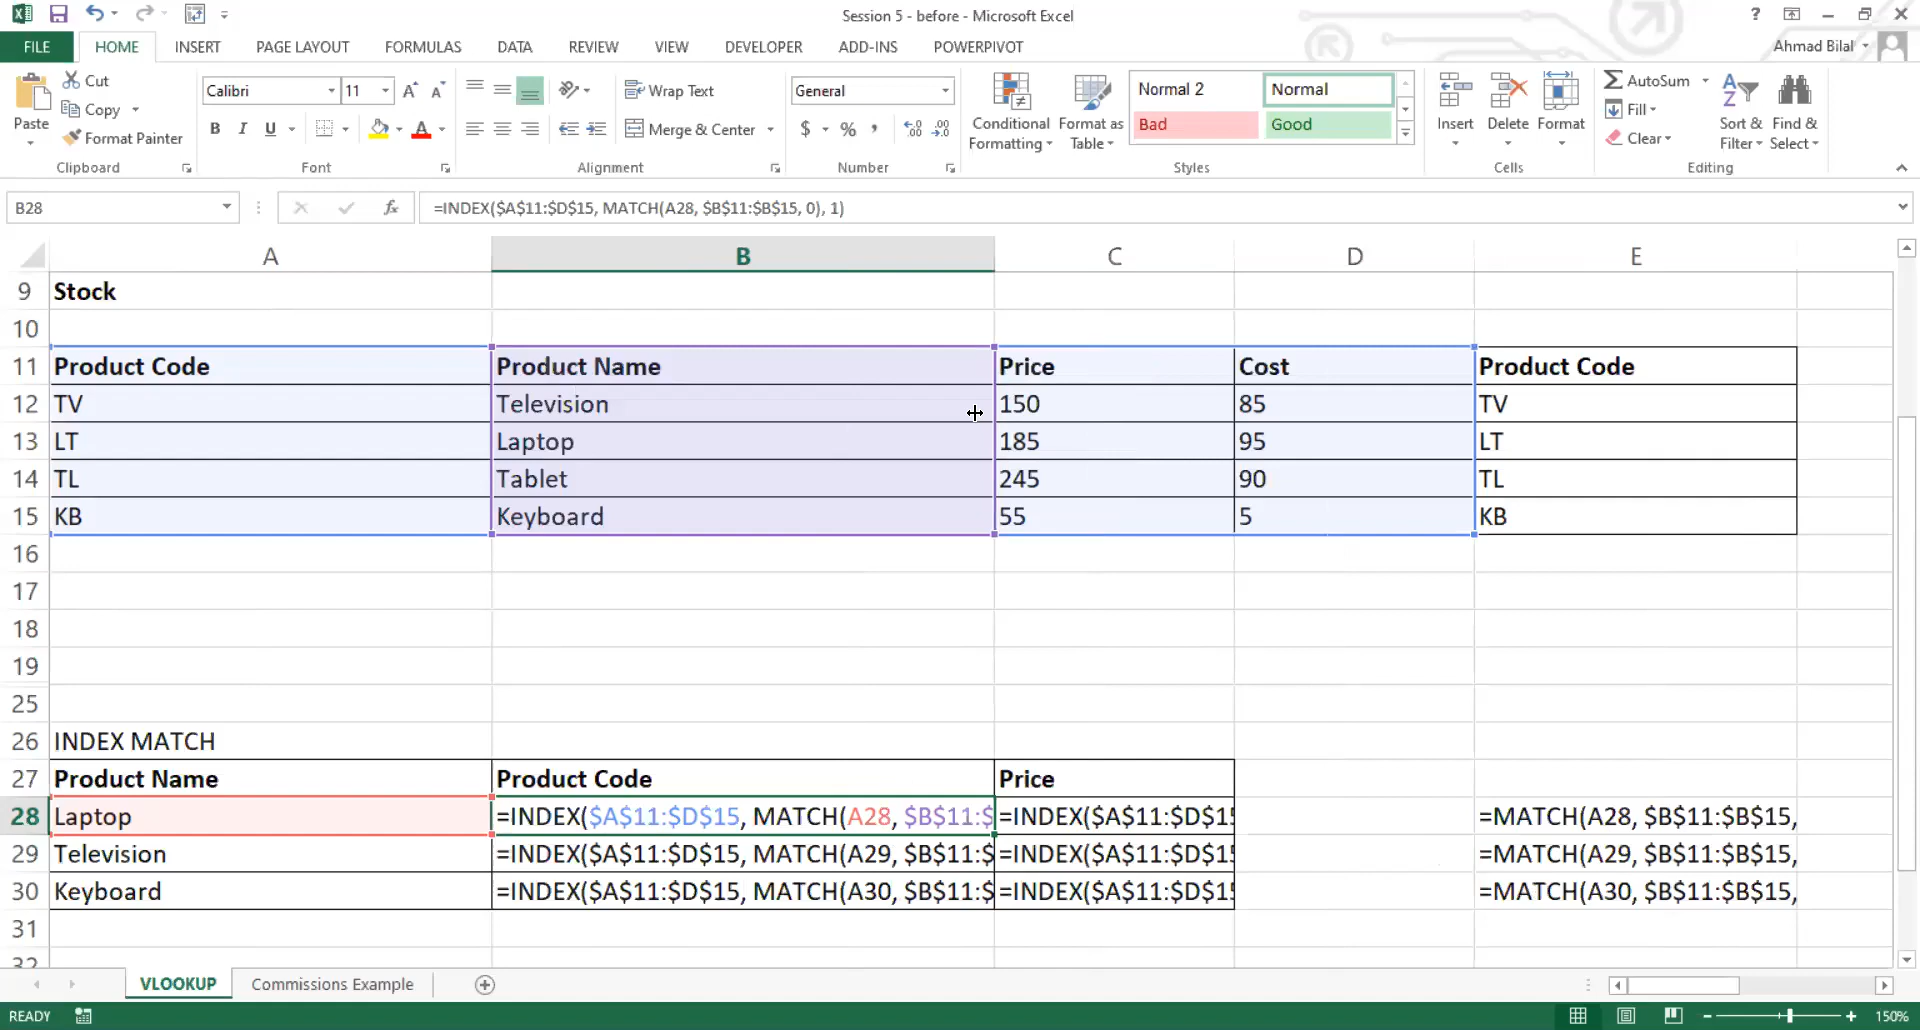 Session 5 - before - Microsoft Excel
?
FILE HOME INSERT PAGE LAYOUT FORMULAS DATA REVIEW VIEW DEVELOPER ADD-INS POWERPIVOT Ahmad Bilal
Paste
Cut
Copy
Format Painter
Clipboard
Calibri 11
B I U
Font
Wrap Text
Merge & Center
Alignment
General
$ % ,
Number
Conditional
Formatting
Format as
Table
Normal 2 Normal
Bad Good
Styles
Insert Delete Format
Cells
AutoSum
Fill
Clear
Sort &
Filter
Find &
Select
Editing
B28 fx =INDEX($A$11:$D$15, MATCH(A28, $B$11:$B$15, 0), 1)
A B C D E
9 Stock
10
11 Product Code Product Name Price Cost Product Code
12 TV Television 150 85 TV
13 LT Laptop 185 95 LT
14 TL Tablet 245 90 TL
15 KB Keyboard 55 5 KB
16
17
18
19
25
26 INDEX MATCH
27 Product Name Product Code Price
28 Laptop =INDEX($A$11:$D$15, MATCH(A28, $B$11:$ =INDEX($A$11:$D$15 =MATCH(A28, $B$11:$B$15,
29 Television =INDEX($A$11:$D$15, MATCH(A29, $B$11:$ =INDEX($A$11:$D$15 =MATCH(A29, $B$11:$B$15,
30 Keyboard =INDEX($A$11:$D$15, MATCH(A30, $B$11:$ =INDEX($A$11:$D$15 =MATCH(A30, $B$11:$B$15,
31
32
VLOOKUP Commissions Example
READY 150%